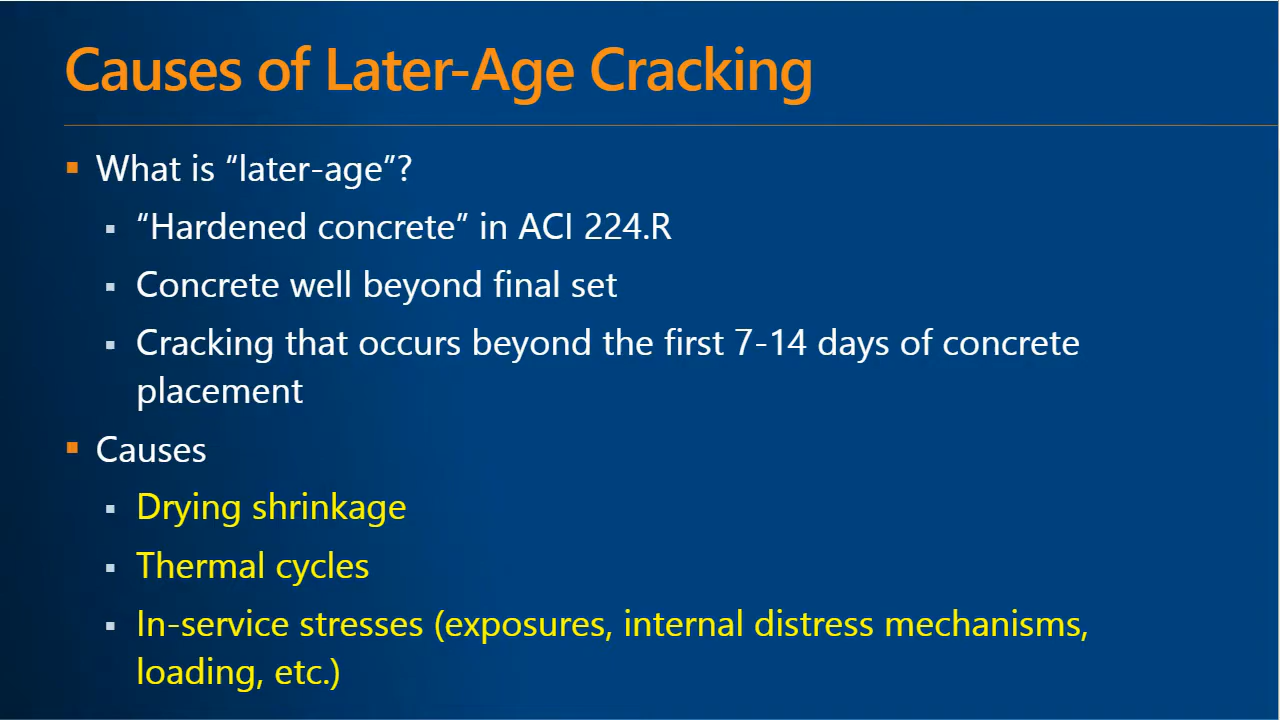 Causes of Later-Age Cracking
What is “later-age”?
“Hardened concrete” in ACI 224.R
Concrete well beyond final set
Cracking that occurs beyond the first 7-14 days of concrete
placement
Causes
Drying shrinkage
Thermal cycles
In-service stresses (exposures, internal distress mechanisms,
loading, etc.)